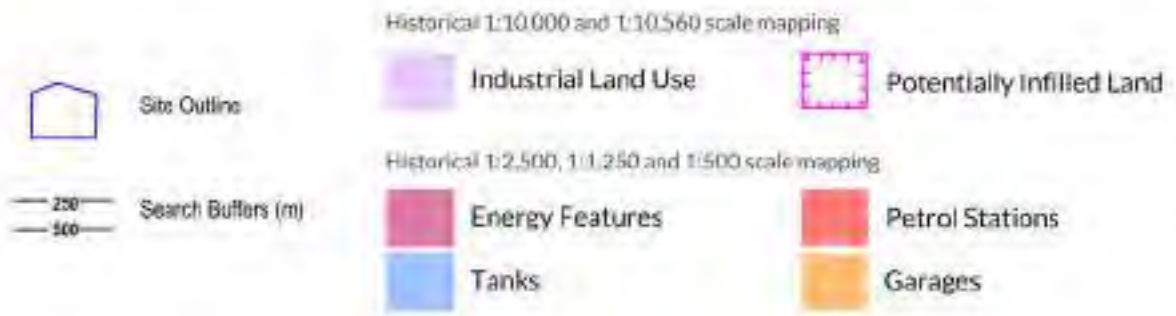 Historical 1:10,000 and 1:10,560 scale mapping
Industrial Land Use
Potentially Infilled Land
Site Outline
Historical 1:2,500, 1:1,250 and 1:500 scale mapping
250
500
Search Buffers (m)
Energy Features
Petrol Stations
Tanks
Garages